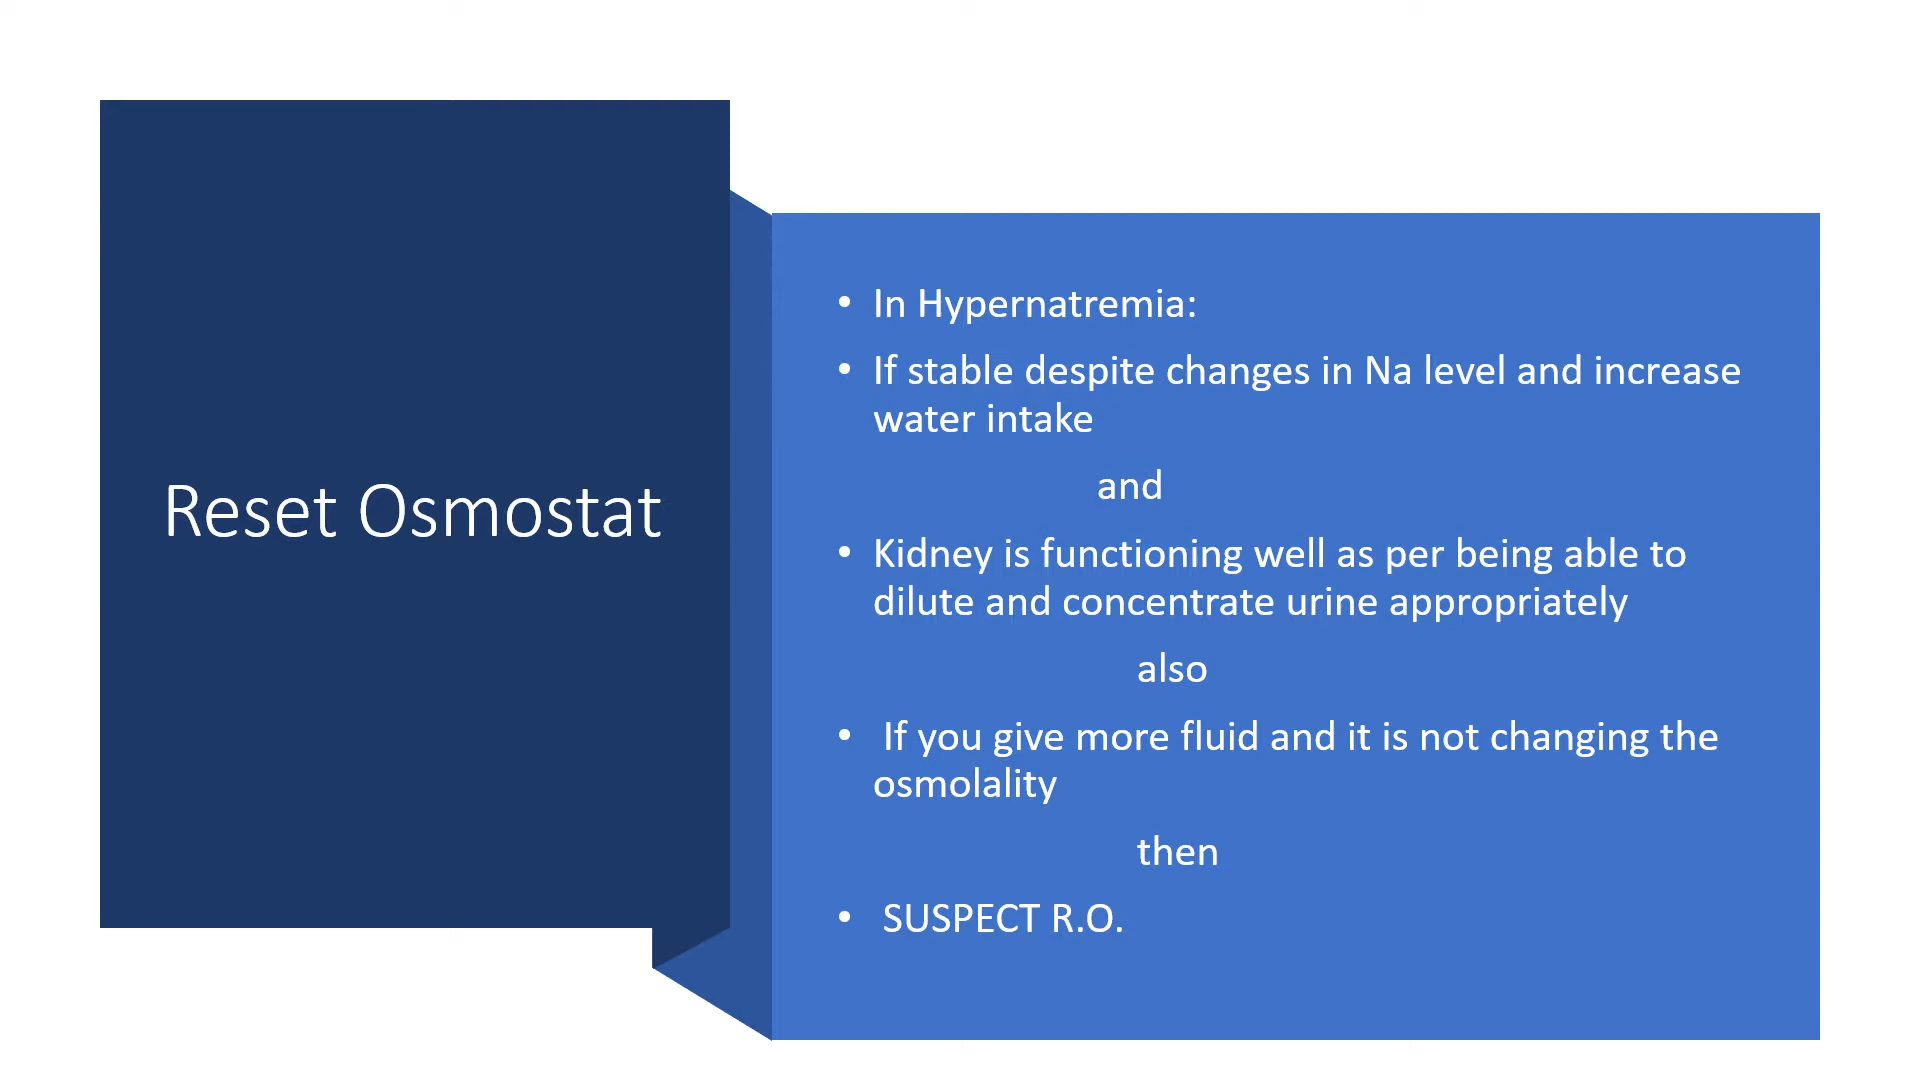 Reset Osmostat
• In Hypernatremia:
• If stable despite changes in Na level and increase
water intake
and
• Kidney is functioning well as per being able to
dilute and concentrate urine appropriately
also
• If you give more fluid and it is not changing the
osmolality
then
• SUSPECT R.O.